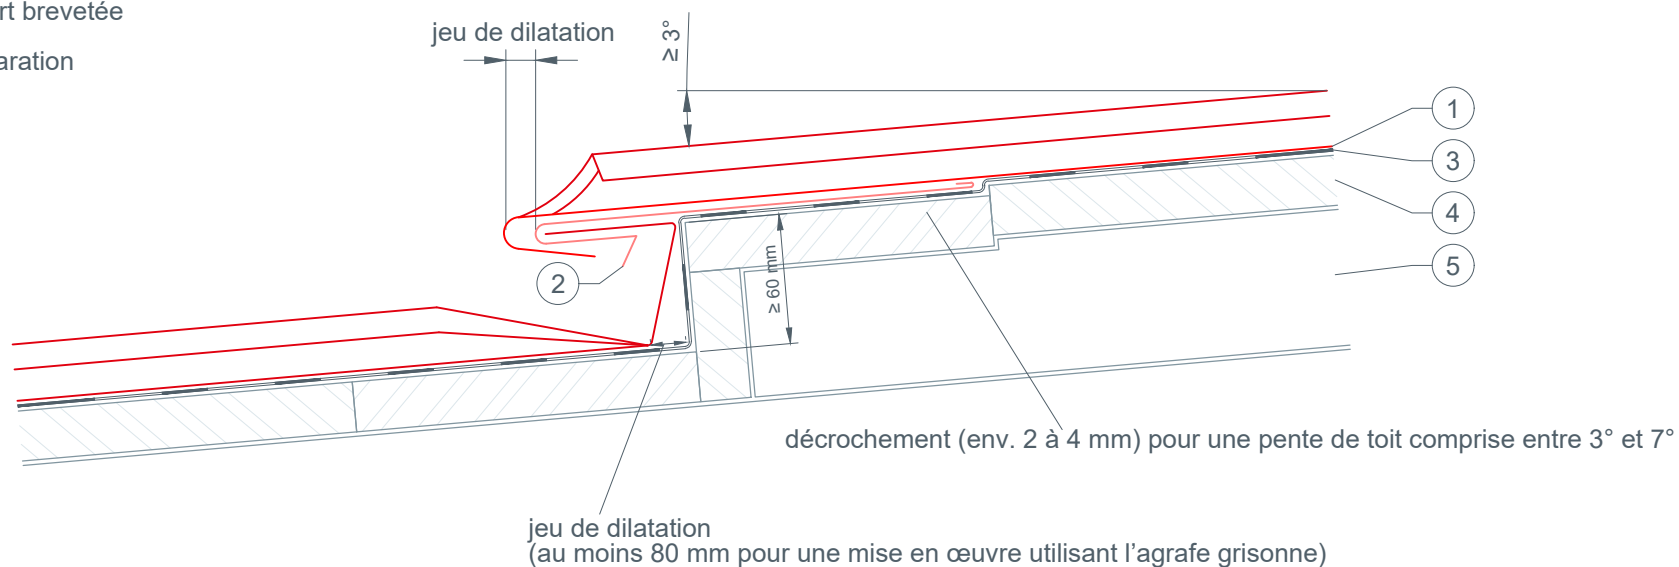 rt brevetée
aration
jeu de dilatation
≥ 3°
1
3
4
5
2
≥ 60 mm
décrochement (env. 2 à 4 mm) pour une pente de toit comprise entre 3° et 7°
jeu de dilatation
(au moins 80 mm pour une mise en œuvre utilisant l’agrafe grisonne)